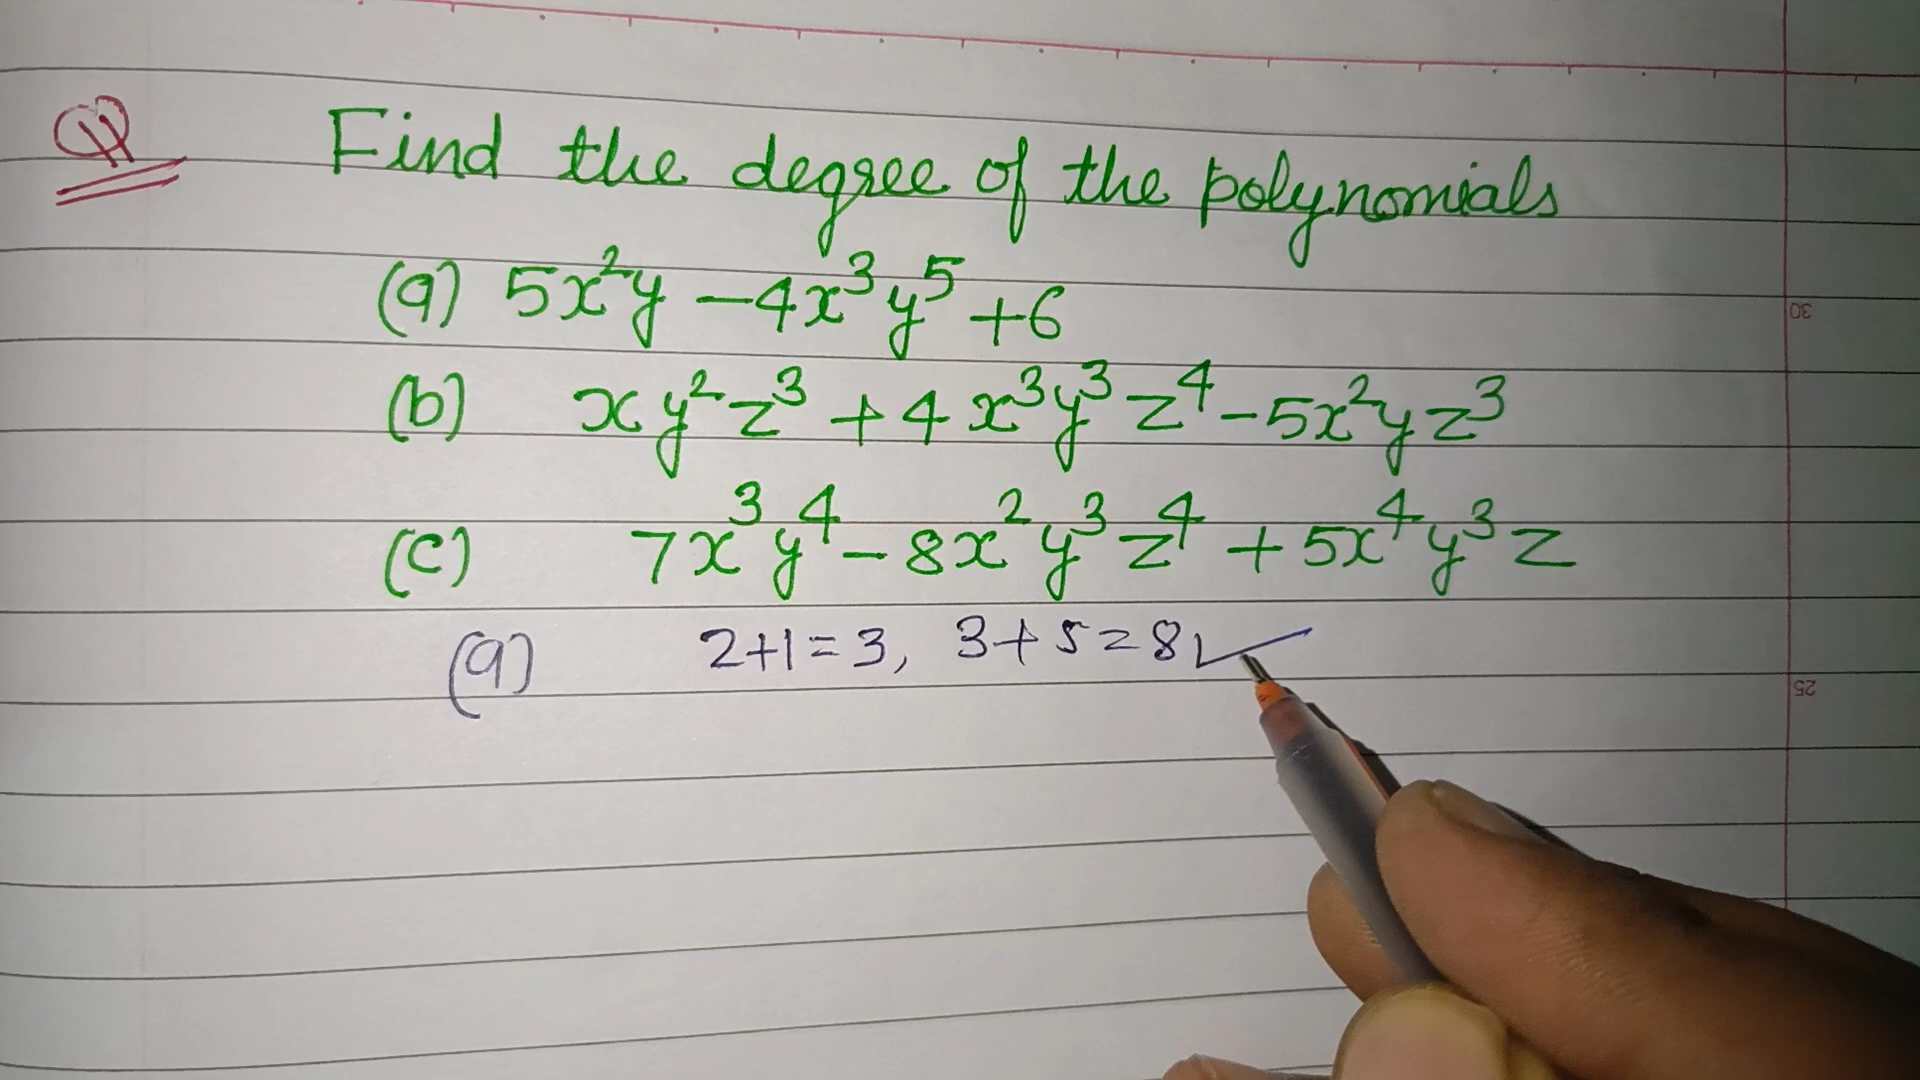 Q Find the degree of the polynomials
(a) 5x²y - 4x³y⁵ + 6
(b) xy²z³ + 4x³y³z⁴ - 5x²yz³
(c) 7x³y⁴ - 8x²y³z⁴ + 5x⁴y³z
(a) 2+1=3, 3+5=8✓
30
25